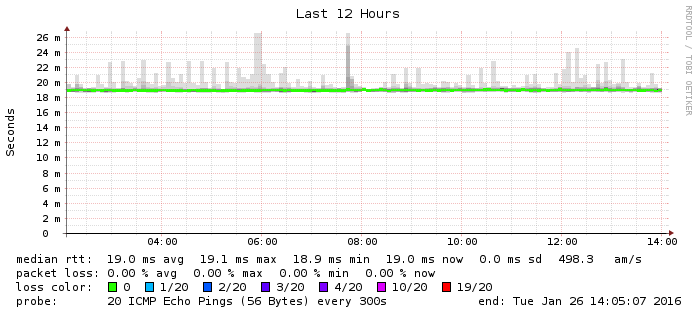 Last 12 Hours
RRDTOOL / TOBI OETIKER
Seconds
26 m
24 m
22 m
20 m
18 m
16 m
14 m
12 m
10 m
8 m
6 m
4 m
2 m
0
04:00 06:00 08:00 10:00 12:00 14:00
median rtt: 19.0 ms avg 19.1 ms max 18.9 ms min 19.0 ms now 0.0 ms sd 498.3 am/s
packet loss: 0.00 % avg 0.00 % max 0.00 % min 0.00 % now
loss color: 0 1/20 2/20 3/20 4/20 10/20 19/20
probe: 20 ICMP Echo Pings (56 Bytes) every 300s end: Tue Jan 26 14:05:07 2016